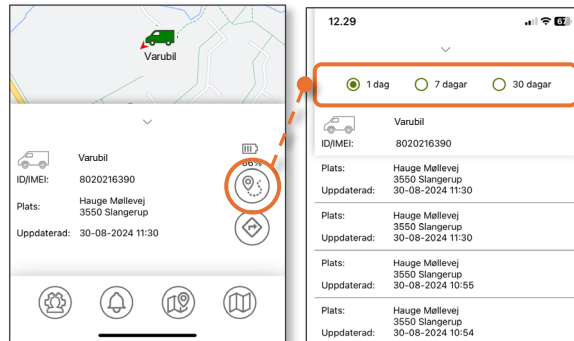 Varubil
Varubil
86%
ID/IMEI: 8020216390
Plats: Hauge Møllevej
3550 Slangerup
Uppdaterad: 30-08-2024 11:30
12.29
1 dag 7 dagar 30 dagar
Varubil
ID/IMEI: 8020216390
Plats: Hauge Møllevej
3550 Slangerup
Uppdaterad: 30-08-2024 11:30
Plats: Hauge Møllevej
3550 Slangerup
Uppdaterad: 30-08-2024 11:30
Plats: Hauge Møllevej
3550 Slangerup
Uppdaterad: 30-08-2024 10:55
Plats: Hauge Møllevej
3550 Slangerup
Uppdaterad: 30-08-2024 10:54